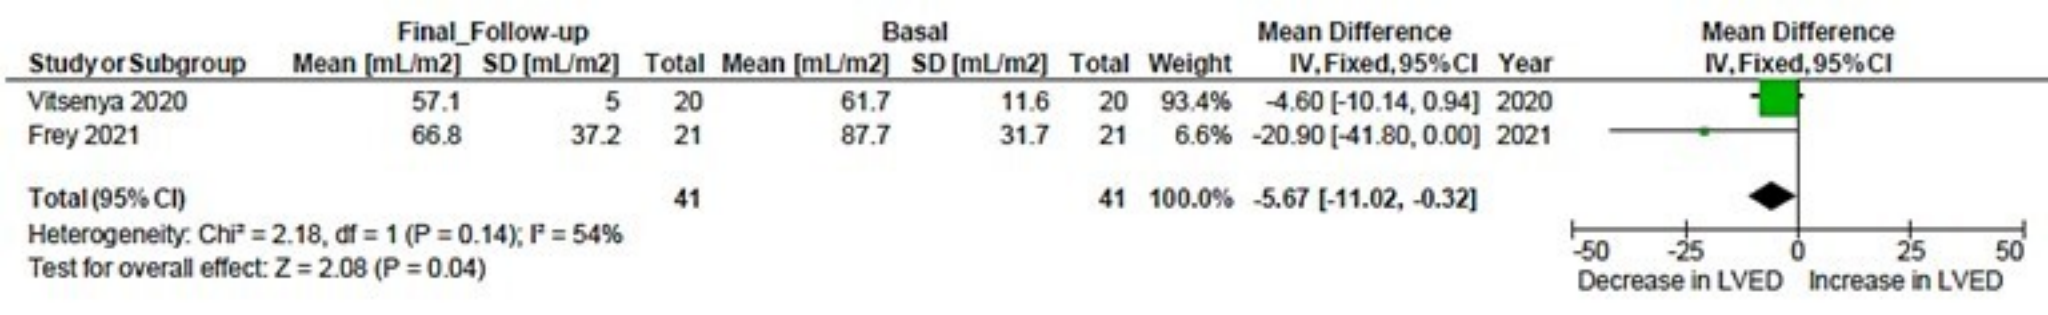 Final_Follow-up Basal Mean Difference Mean Difference
Study or Subgroup Mean [mL/m2] SD [mL/m2] Total Mean [mL/m2] SD [mL/m2] Total Weight IV, Fixed, 95% CI Year IV, Fixed, 95% CI
Vitsenya 2020 57.1 5 20 61.7 11.6 20 93.4% -4.60 [-10.14, 0.94] 2020
Frey 2021 66.8 37.2 21 87.7 31.7 21 6.6% -20.90 [-41.80, 0.00] 2021
Total (95% CI) 41 41 100.0% -5.67 [-11.02, -0.32]
Heterogeneity: Chi² = 2.18, df = 1 (P = 0.14); I² = 54%
Test for overall effect: Z = 2.08 (P = 0.04)
-50 -25 0 25 50
Decrease in LVED Increase in LVED